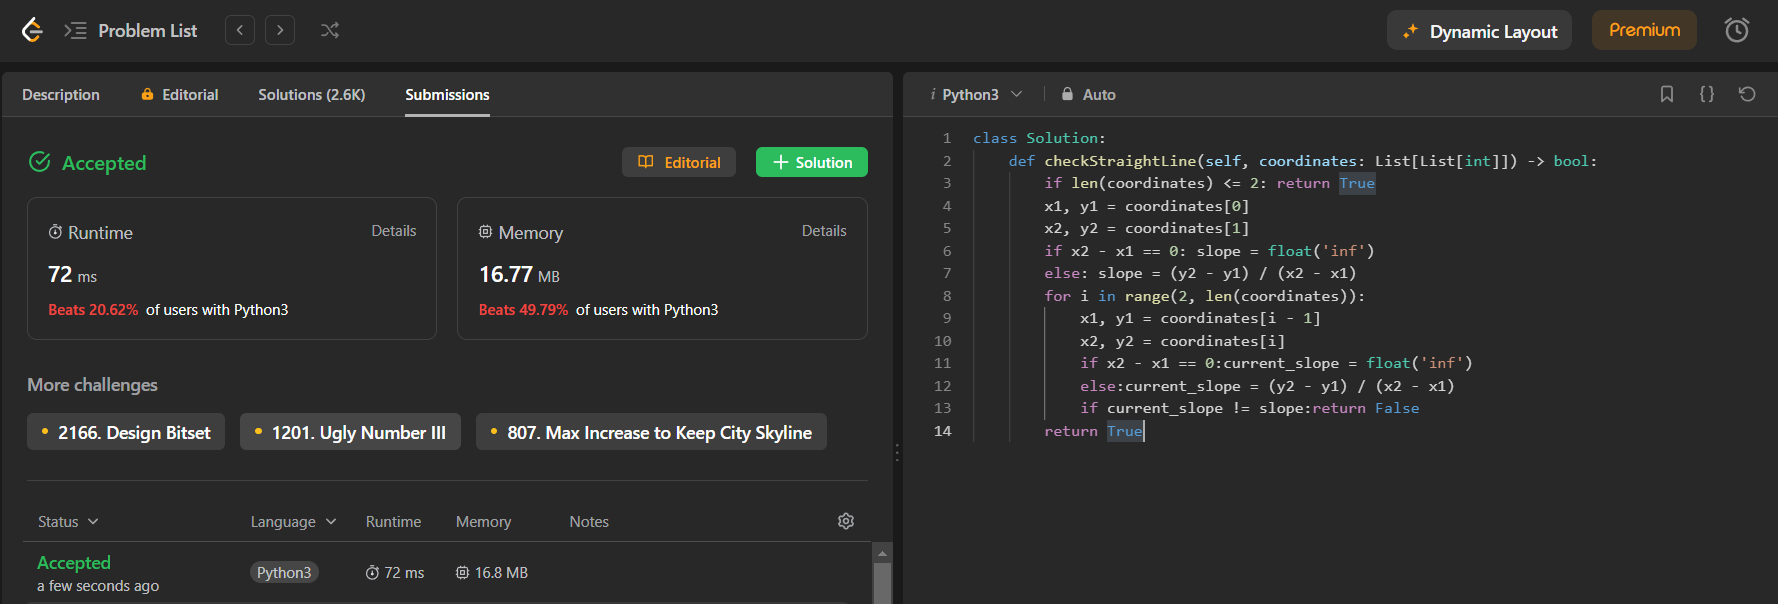 Problem List
Dynamic Layout
Premium
Description
Editorial
Solutions (2.6K)
Submissions
Accepted
Editorial
Solution
Runtime
Details
72 ms
Beats 20.62% of users with Python3
Memory
Details
16.77 MB
Beats 49.79% of users with Python3
More challenges
2166. Design Bitset
1201. Ugly Number III
807. Max Increase to Keep City Skyline
Status Language Runtime Memory Notes
Accepted
a few seconds ago
Python3
72 ms
16.8 MB
i Python3
Auto
1 class Solution:
2     def checkStraightLine(self, coordinates: List[List[int]]) -> bool:
3         if len(coordinates) <= 2: return True
4         x1, y1 = coordinates[0]
5         x2, y2 = coordinates[1]
6         if x2 - x1 == 0: slope = float('inf')
7         else: slope = (y2 - y1) / (x2 - x1)
8         for i in range(2, len(coordinates)):
9             x1, y1 = coordinates[i - 1]
10             x2, y2 = coordinates[i]
11             if x2 - x1 == 0:current_slope = float('inf')
12             else:current_slope = (y2 - y1) / (x2 - x1)
13             if current_slope != slope:return False
14         return True